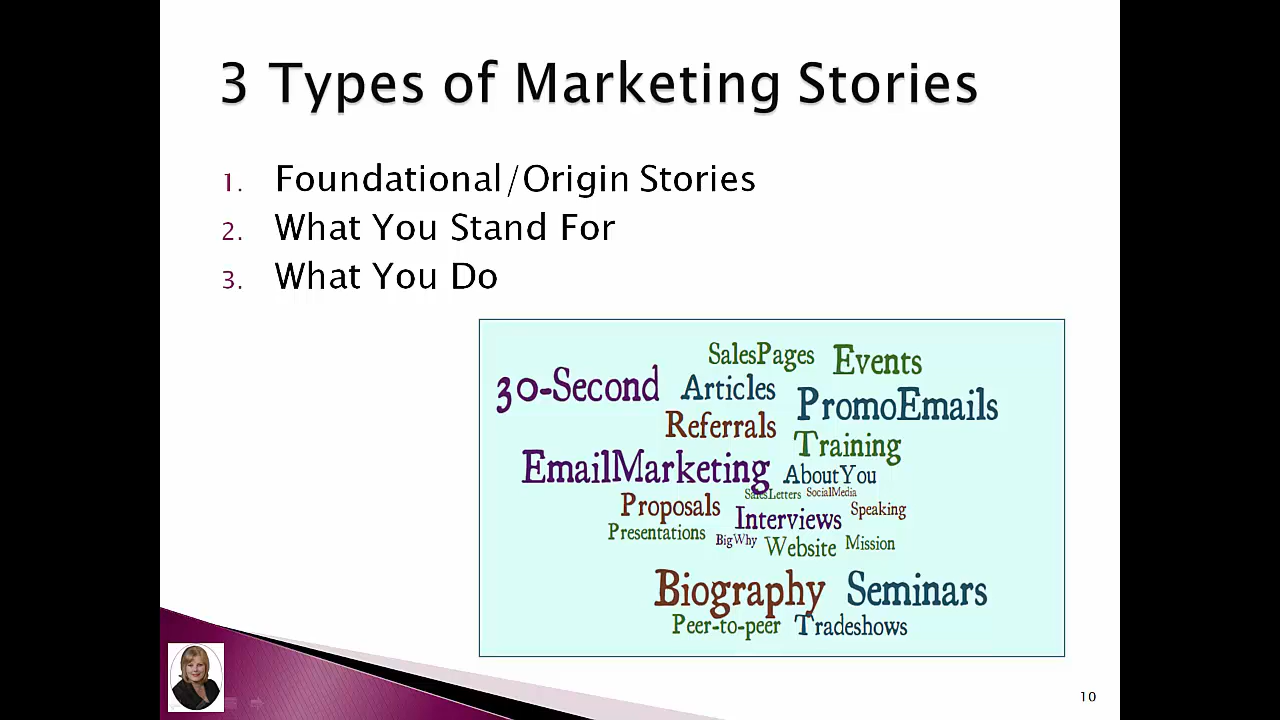 3 Types of Marketing Stories
1. Foundational/Origin Stories
2. What You Stand For
3. What You Do
SalesPages Events
30-Second Articles PromoEmails
Referrals Training
EmailMarketing AboutYou
SalesLetters SocialMedia
Proposals Interviews Speaking
Presentations BigWhy Website Mission
Biography Seminars
Peer-to-peer Tradeshows
10